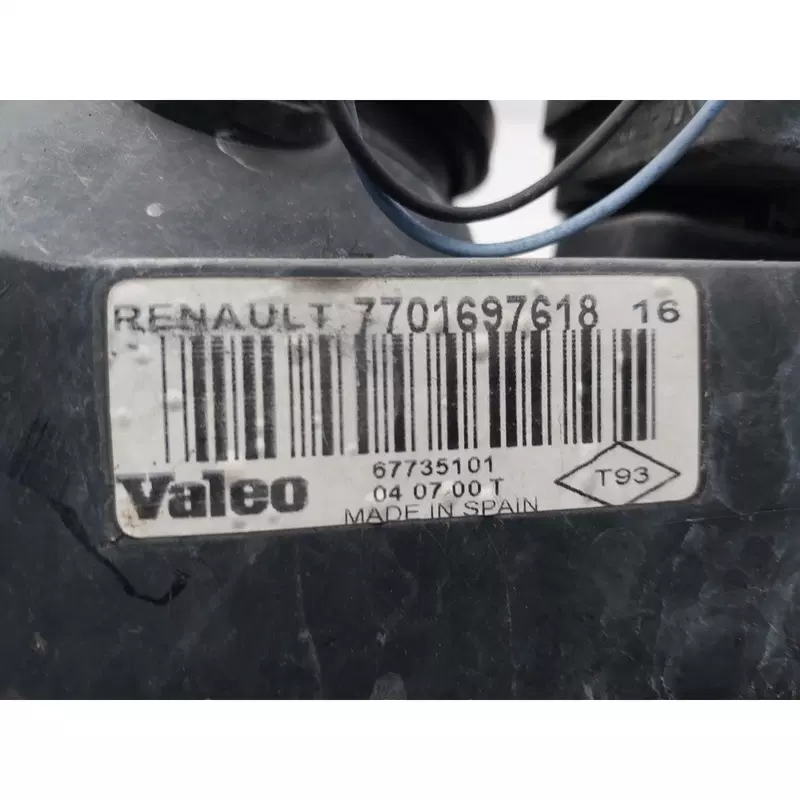 RENAULT 7701697618 16
67735101
Valeo
04 07 00 T
T93
MADE IN SPAIN